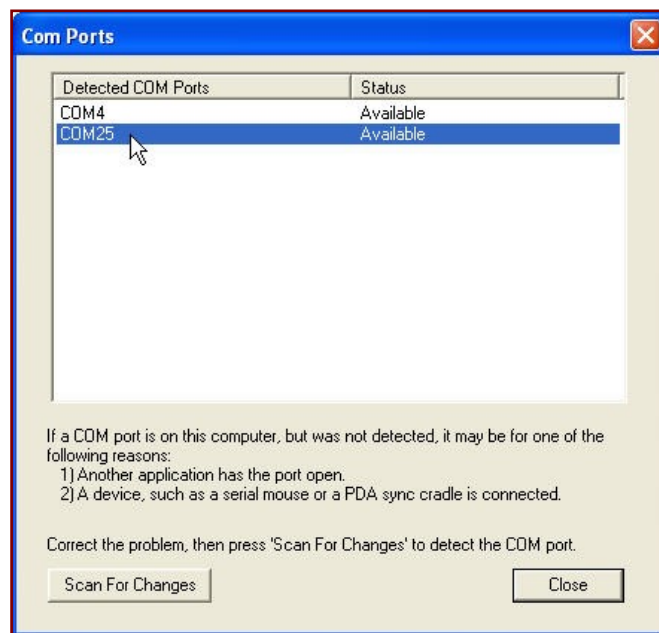 Com Ports
Detected COM Ports Status
COM4 Available
COM25 Available
If a COM port is on this computer, but was not detected, it may be for one of the
following reasons:
1) Another application has the port open.
2) A device, such as a serial mouse or a PDA sync cradle is connected.
Correct the problem, then press 'Scan For Changes' to detect the COM port.
Scan For Changes Close